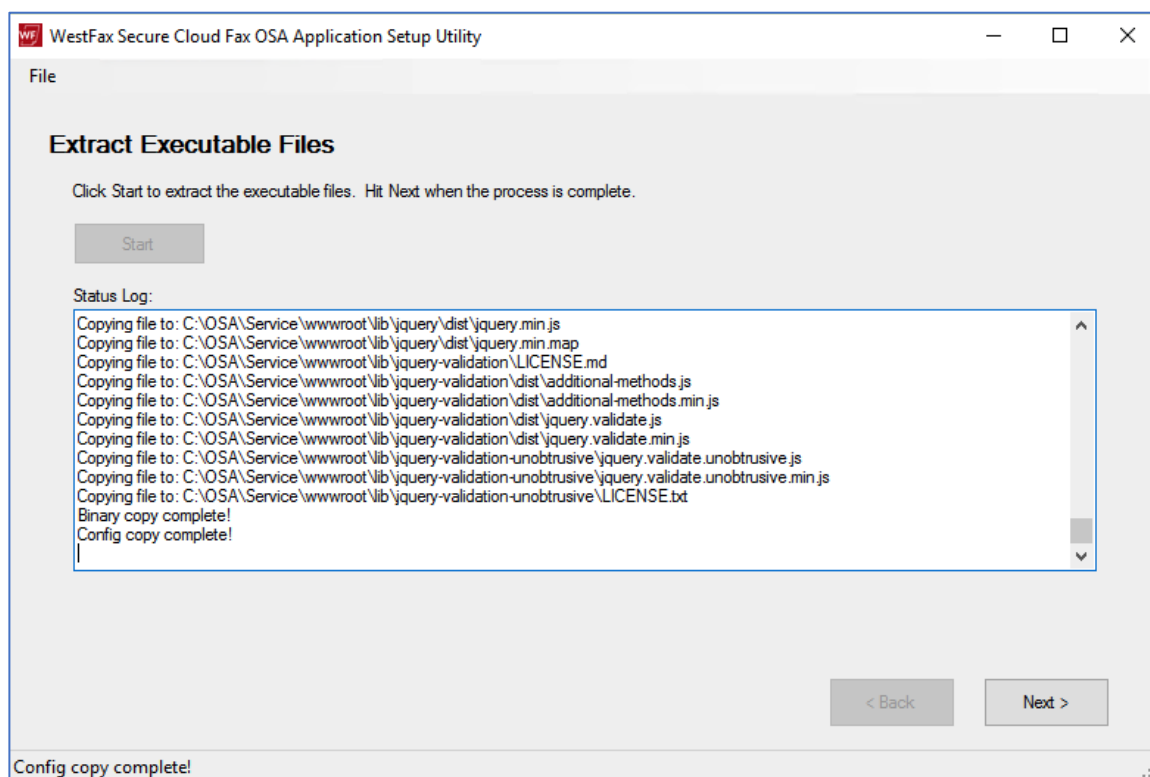 WF WestFax Secure Cloud Fax OSA Application Setup Utility
File
Extract Executable Files
Click Start to extract the executable files.  Hit Next when the process is complete.
Start
Status Log:
Copying file to: C:\OSA\Service\wwwroot\lib\jquery\dist\jquery.min.js
Copying file to: C:\OSA\Service\wwwroot\lib\jquery\dist\jquery.min.map
Copying file to: C:\OSA\Service\wwwroot\lib\jquery-validation\LICENSE.md
Copying file to: C:\OSA\Service\wwwroot\lib\jquery-validation\dist\additional-methods.js
Copying file to: C:\OSA\Service\wwwroot\lib\jquery-validation\dist\additional-methods.min.js
Copying file to: C:\OSA\Service\wwwroot\lib\jquery-validation\dist\jquery.validate.js
Copying file to: C:\OSA\Service\wwwroot\lib\jquery-validation\dist\jquery.validate.min.js
Copying file to: C:\OSA\Service\wwwroot\lib\jquery-validation-unobtrusive\jquery.validate.unobtrusive.js
Copying file to: C:\OSA\Service\wwwroot\lib\jquery-validation-unobtrusive\jquery.validate.unobtrusive.min.js
Copying file to: C:\OSA\Service\wwwroot\lib\jquery-validation-unobtrusive\LICENSE.txt
Binary copy complete!
Config copy complete!
< Back
Next >
Config copy complete!